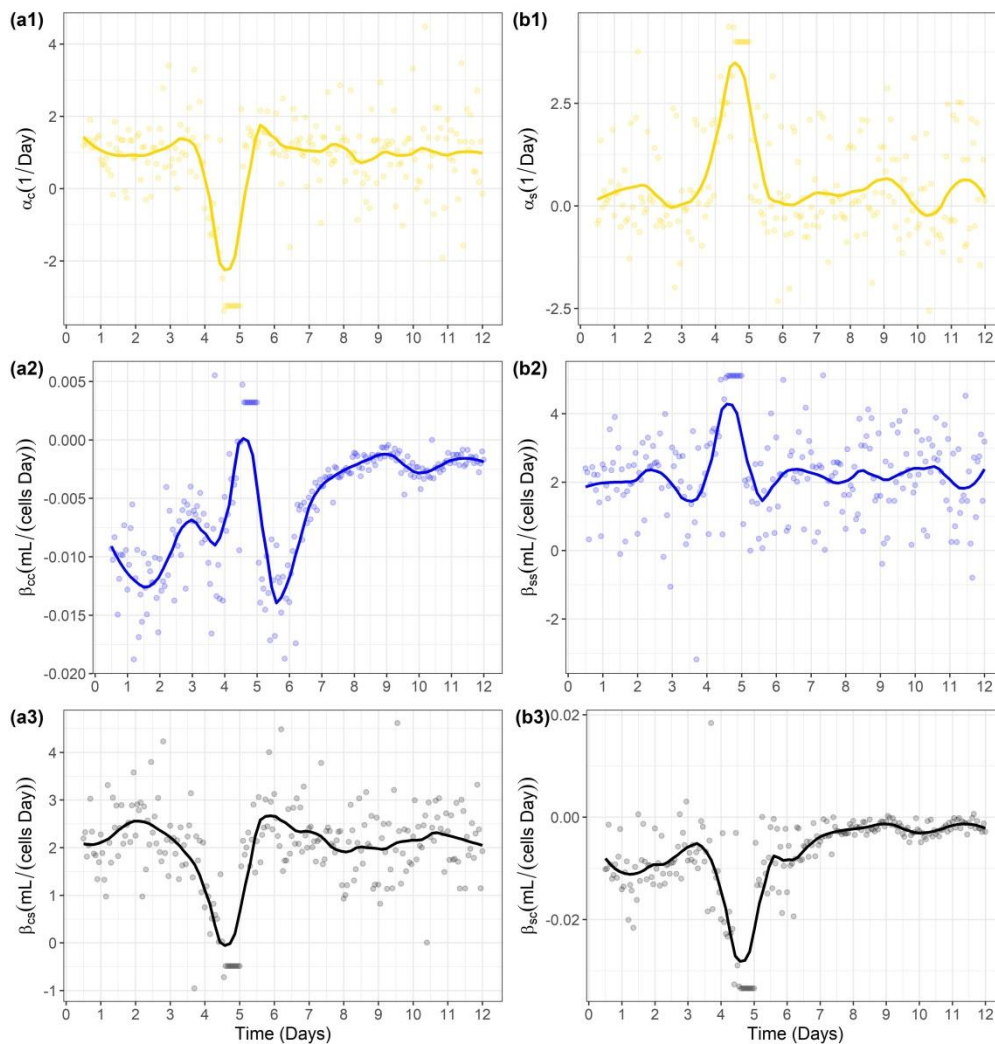 (a1)
αc(1/Day)
4
2
0
-2
0 1 2 3 4 5 6 7 8 9 10 11 12
(b1)
αs(1/Day)
2.5
0.0
-2.5
0 1 2 3 4 5 6 7 8 9 10 11 12
(a2)
βcc(mL/(cells Day))
0.005
0.000
-0.005
-0.010
-0.015
-0.020
0 1 2 3 4 5 6 7 8 9 10 11 12
(b2)
βss(mL/(cells Day))
4
2
0
-2
0 1 2 3 4 5 6 7 8 9 10 11 12
(a3)
βcs(mL/(cells Day))
4
3
2
1
0
-1
0 1 2 3 4 5 6 7 8 9 10 11 12
Time (Days)
(b3)
βsc(mL/(cells Day))
0.02
0.00
-0.02
0 1 2 3 4 5 6 7 8 9 10 11 12
Time (Days)